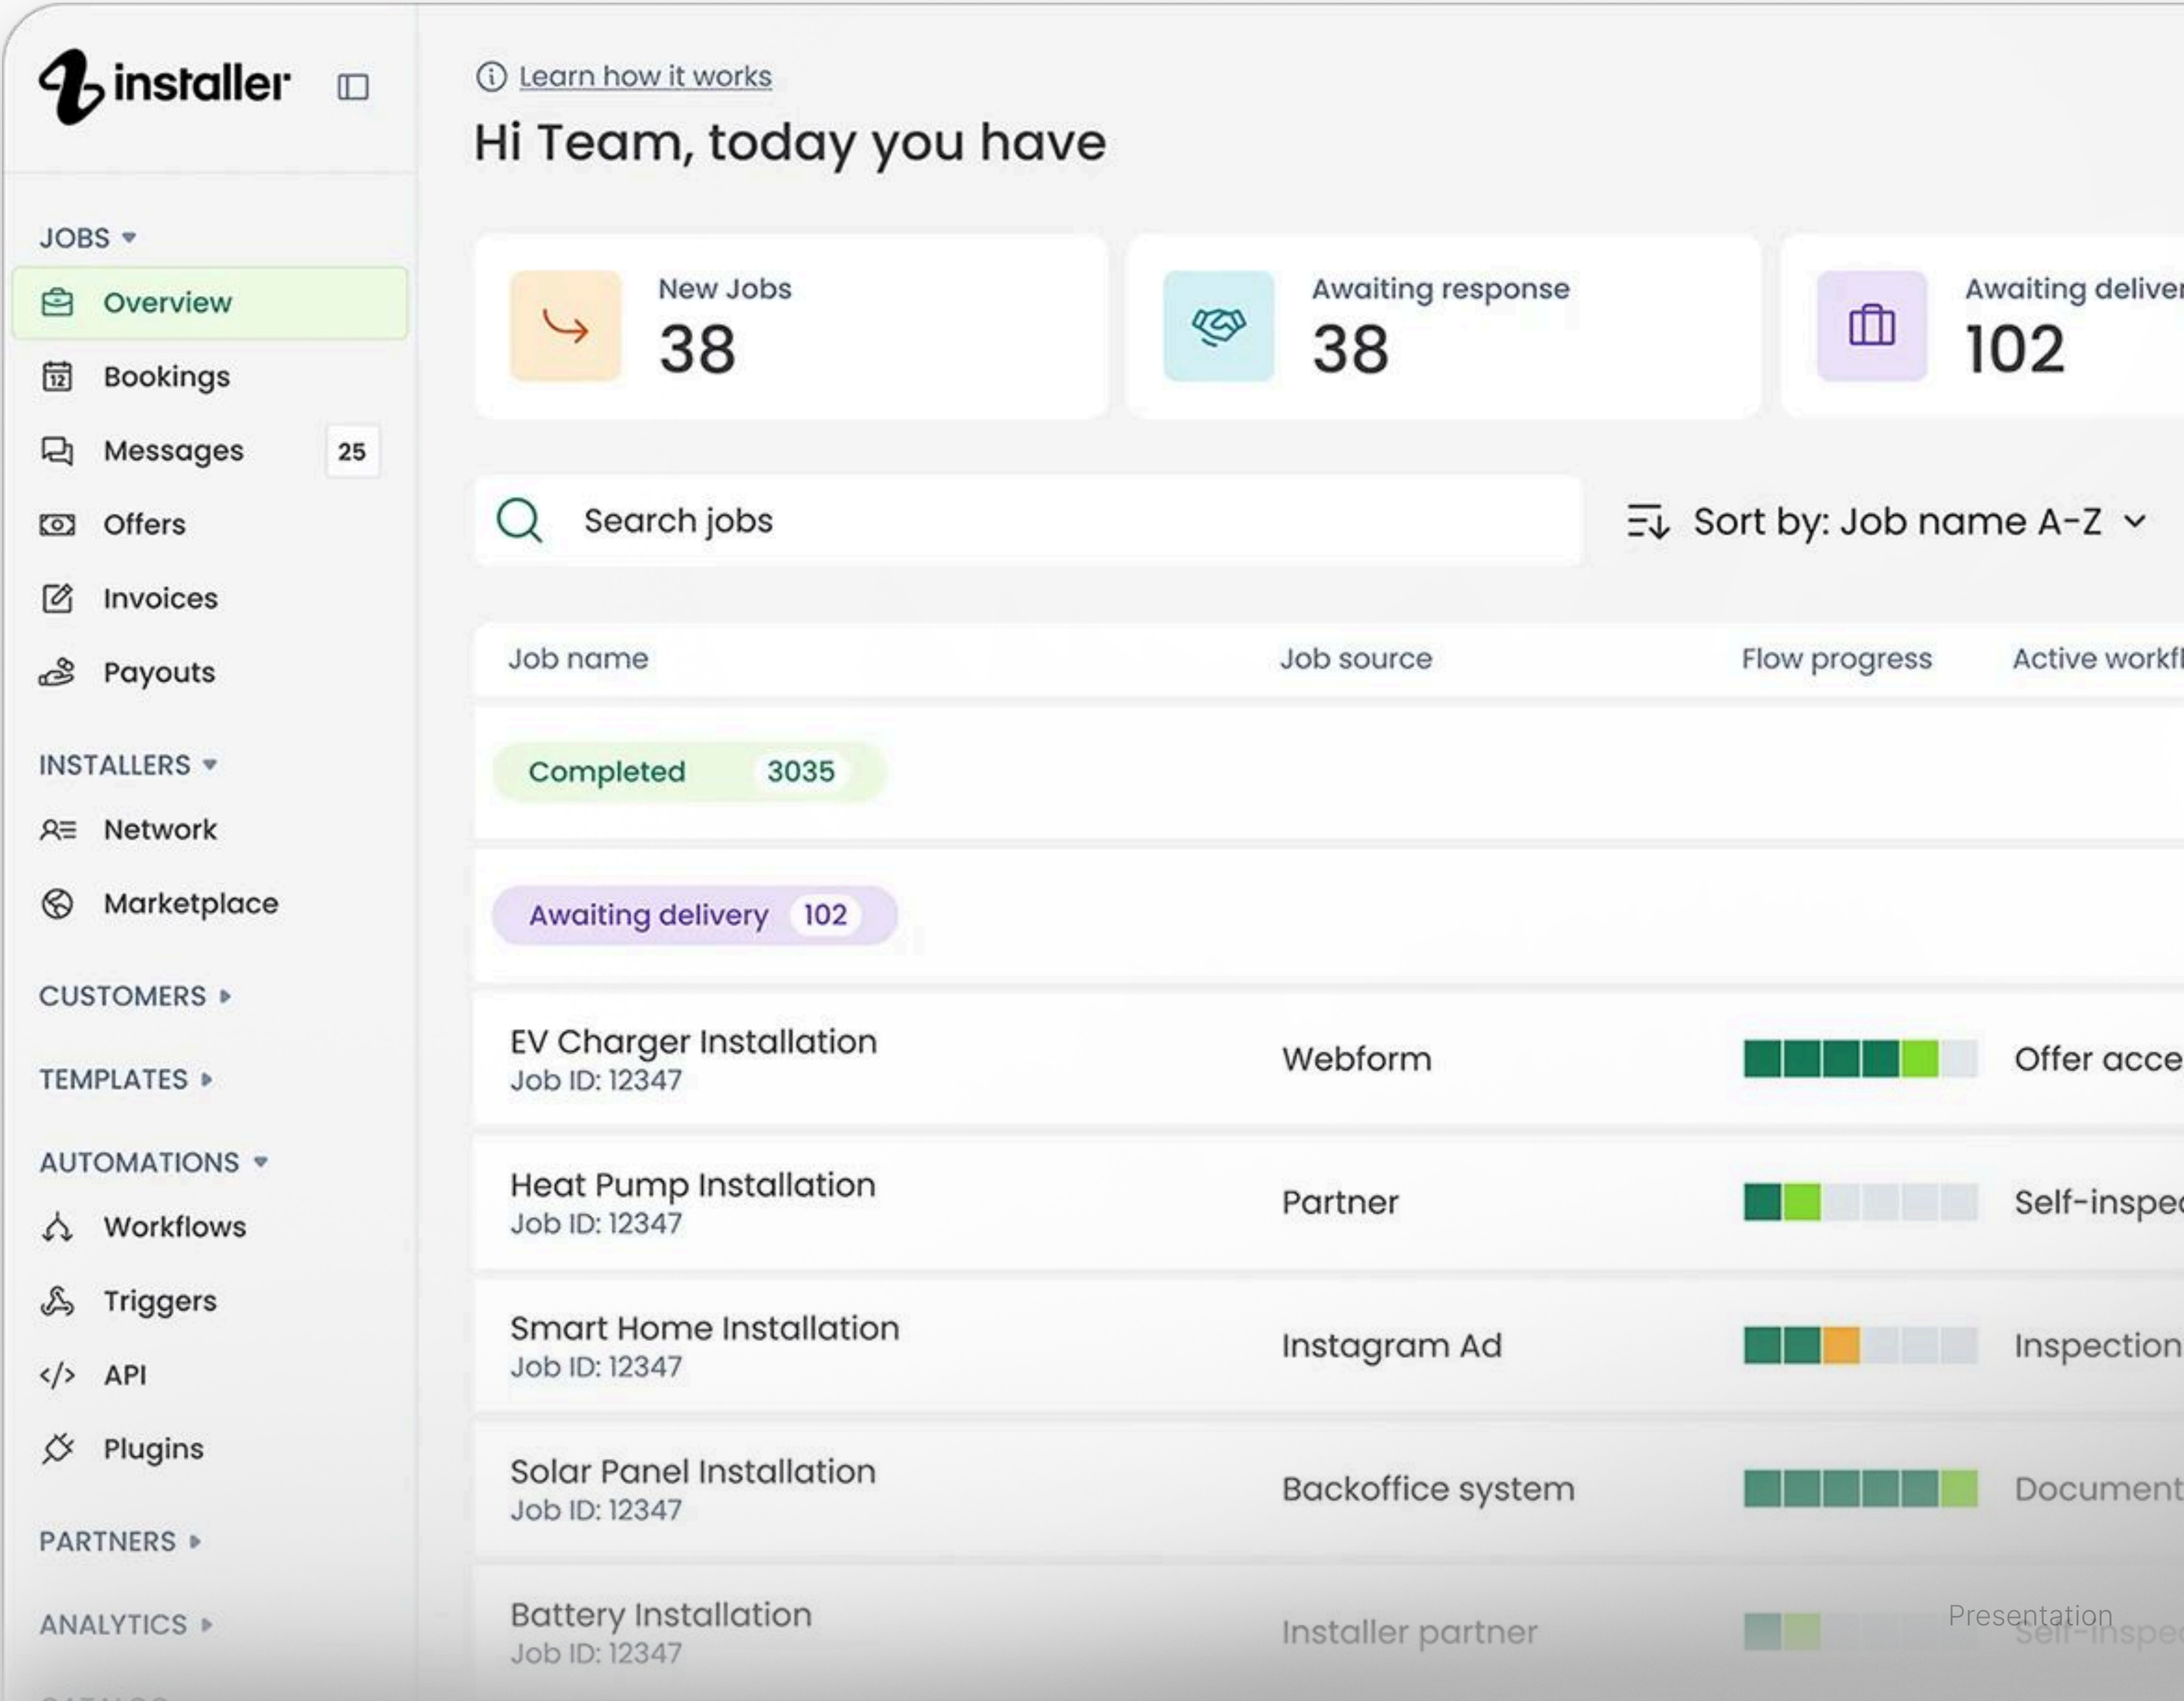 installer
JOBS
Overview
Bookings
Messages 25
Offers
Invoices
Payouts
INSTALLERS
Network
Marketplace
CUSTOMERS
TEMPLATES
AUTOMATIONS
Workflows
Triggers
</> API
Plugins
PARTNERS
ANALYTICS
Learn how it works
Hi Team, today you have
New Jobs
38
Awaiting response
38
Awaiting deliver
102
Search jobs
Sort by: Job name A-Z
Job name Job source Flow progress Active workfl
Completed 3035
Awaiting delivery 102
EV Charger Installation
Job ID: 12347
Webform
Offer acce
Heat Pump Installation
Job ID: 12347
Partner
Self-inspec
Smart Home Installation
Job ID: 12347
Instagram Ad
Inspection
Solar Panel Installation
Job ID: 12347
Backoffice system
Document
Battery Installation
Job ID: 12347
Installer partner
Self-inspec
Presentation